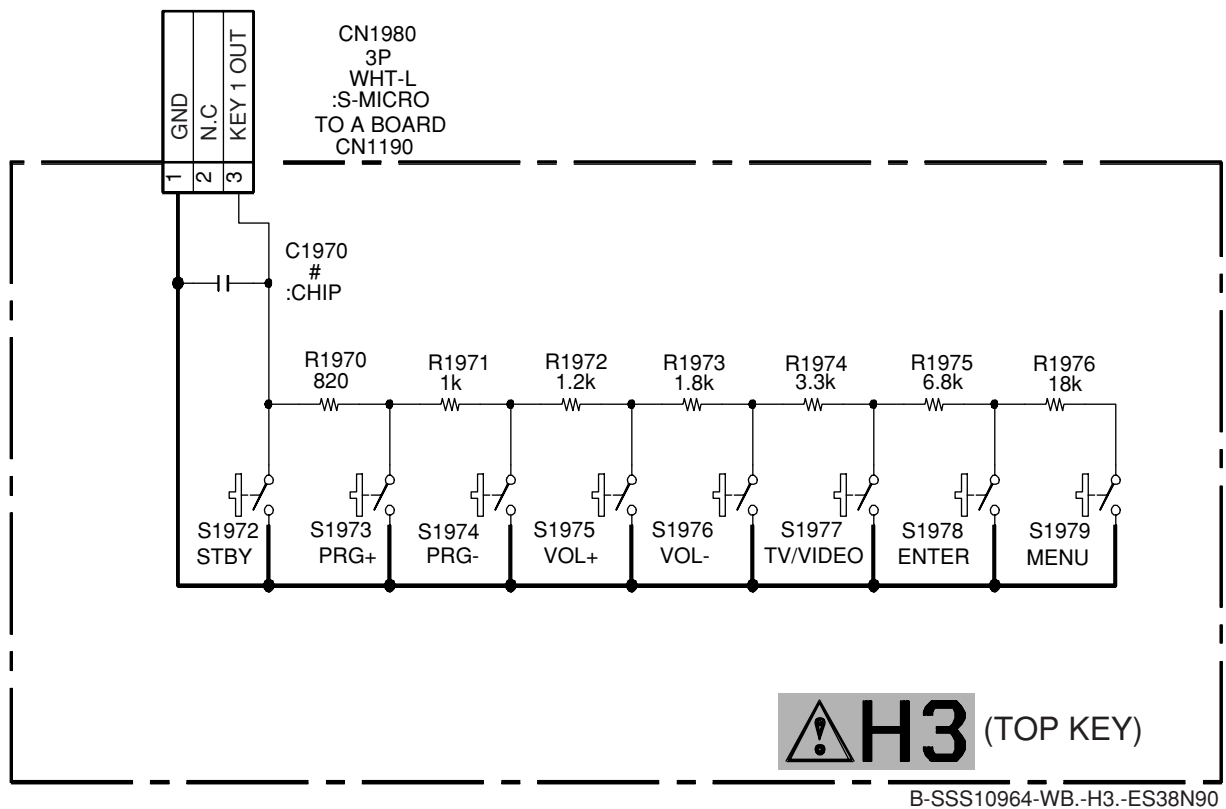 GND
N.C
KEY 1 OUT
1
2
3
CN1980
3P
WHT-L
:S-MICRO
TO A BOARD
CN1190
C1970
#
:CHIP
R1970
820
R1971
1k
R1972
1.2k
R1973
1.8k
R1974
3.3k
R1975
6.8k
R1976
18k
S1972
STBY
S1973
PRG+
S1974
PRG-
S1975
VOL+
S1976
VOL-
S1977
TV/VIDEO
S1978
ENTER
S1979
MENU
H3 (TOP KEY)
B-SSS10964-WB.-H3.-ES38N90